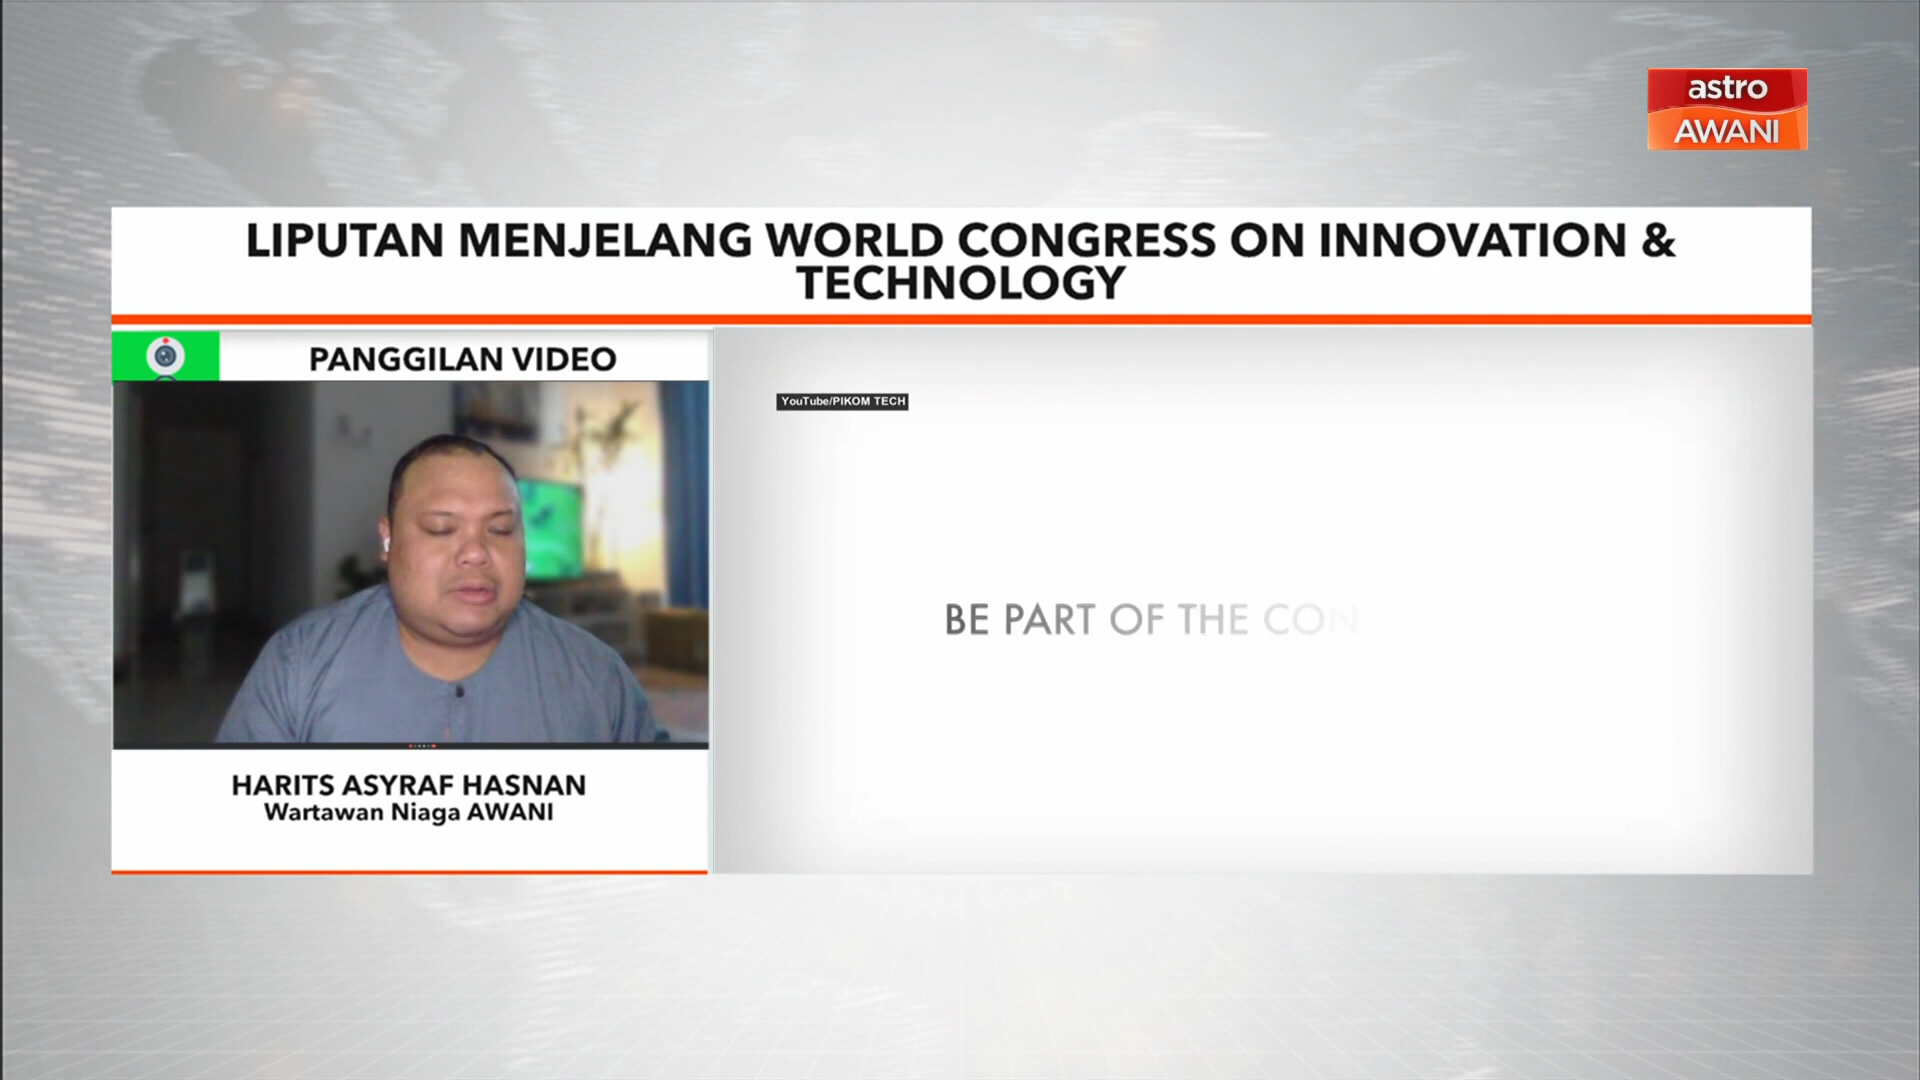 astro
AWANI
LIPUTAN MENJELANG WORLD CONGRESS ON INNOVATION &
TECHNOLOGY
PANGGILAN VIDEO
YouTube/PIKOM TECH
BE PART OF THE CON
HARITS ASYRAF HASNAN
Wartawan Niaga AWANI